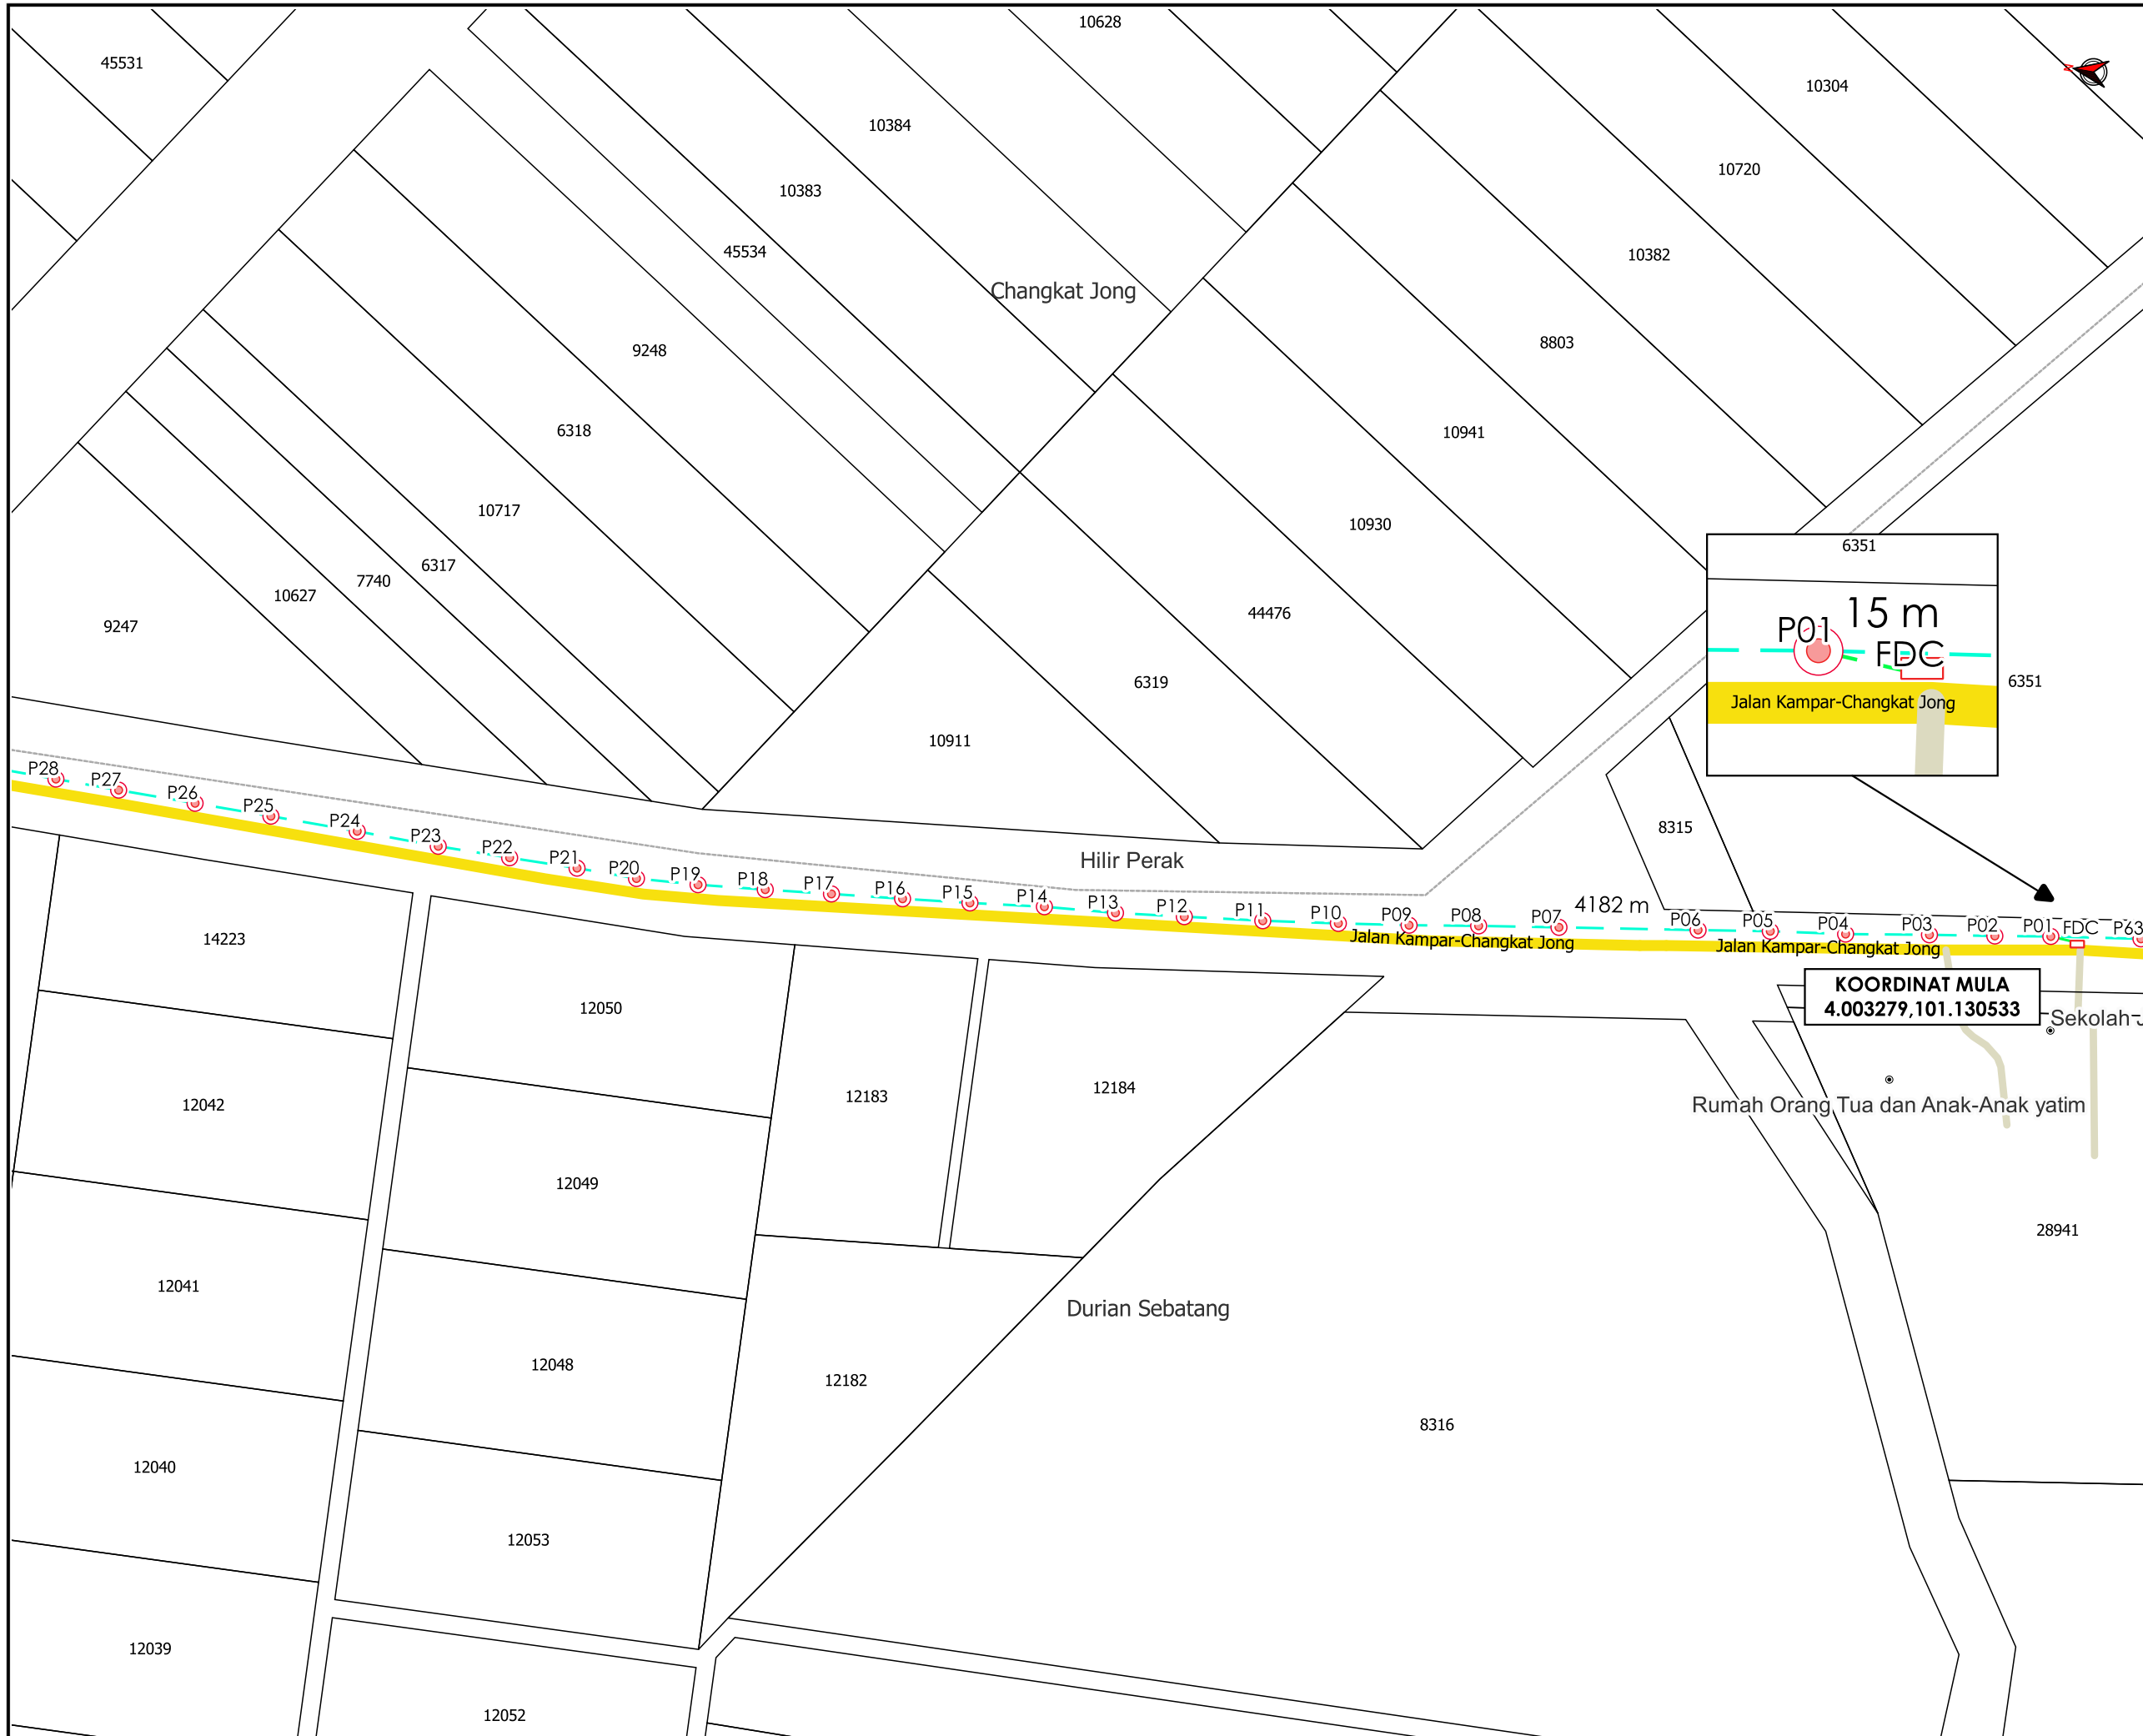 10628
45531
10304
10384
10720
10383
45534
10382
Changkat Jong
8803
9248
6318
10941
10717
10930
6351
6317
7740
10627
44476
15 m
P01
FDC
9247
6319
6351
Jalan Kampar-Changkat Jong
10911
P28
P27
P26
P25
P24
P23
P22
P21
P20
P19
P18
P17
P16
P15
P14
P13
P12
P11
P10
P09
P08
P07
4182 m
P06
P05
P04
P03
P02
P01
FDC
P63
8315
Hilir Perak
Jalan Kampar-Changkat Jong
Jalan Kampar-Changkat Jong
14223
KOORDINAT MULA
4.003279,101.130533
12050
Sekolah J
12184
12183
12042
Rumah Orang Tua dan Anak-Anak yatim
12049
28941
12041
Durian Sebatang
12048
12182
8316
12040
12053
12039
12052